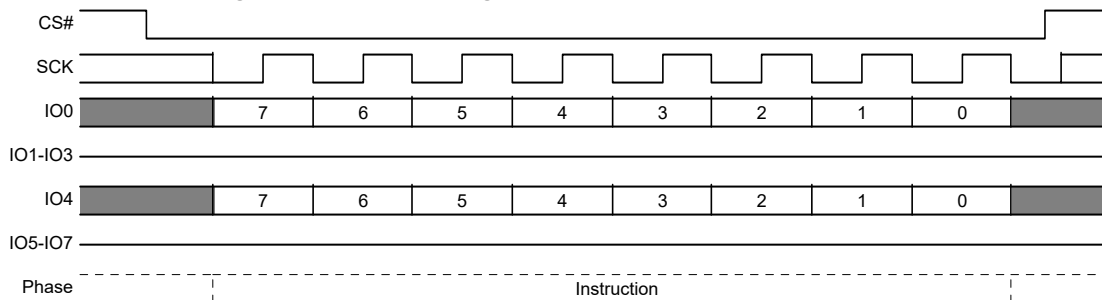 CS#
SCK
IO0 7 6 5 4 3 2 1 0
IO1-IO3
IO4 7 6 5 4 3 2 1 0
IO5-IO7
Phase Instruction